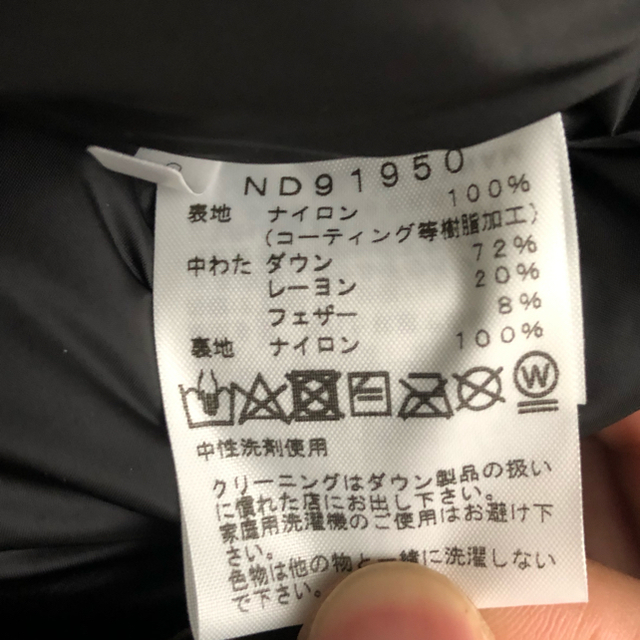 ND91950
表地 ナイロン 100%
(コーティング等樹脂加工)
中わた ダウン 72%
レーヨン 20%
フェザー 8%
裏地 ナイロン 100%
W
中性洗剤使用
クリーニングはダウン製品の扱い
に慣れた店にお出し下さい。
家庭用洗濯機のご使用はお避け下
さい。
色物は他の物と一緒に洗濯しない
で下さい。